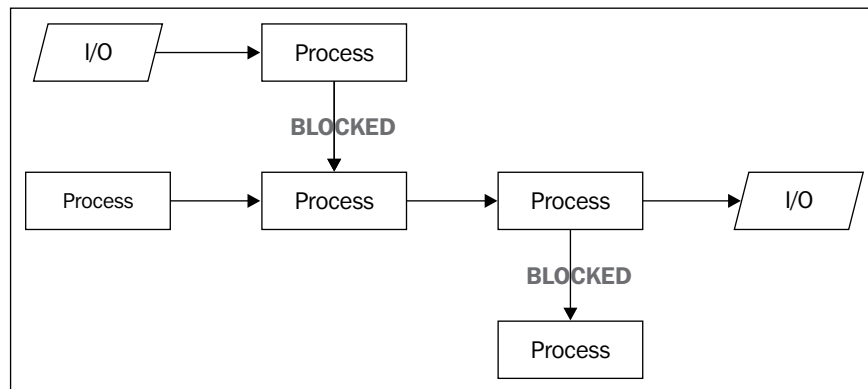 I/O
Process
BLOCKED
Process
Process
Process
I/O
BLOCKED
Process